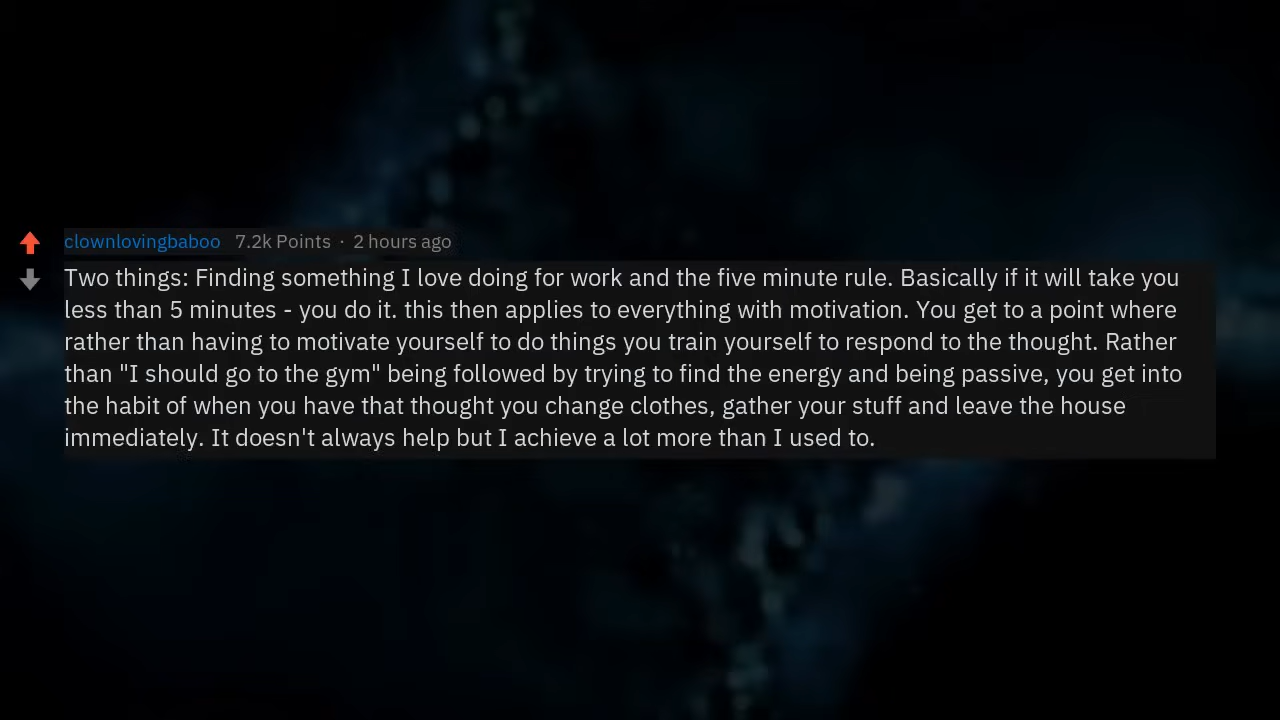 clownlovingbaboo 7.2k Points · 2 hours ago
Two things: Finding something I love doing for work and the five minute rule. Basically if it will take you
less than 5 minutes - you do it. this then applies to everything with motivation. You get to a point where
rather than having to motivate yourself to do things you train yourself to respond to the thought. Rather
than "I should go to the gym" being followed by trying to find the energy and being passive, you get into
the habit of when you have that thought you change clothes, gather your stuff and leave the house
immediately. It doesn't always help but I achieve a lot more than I used to.